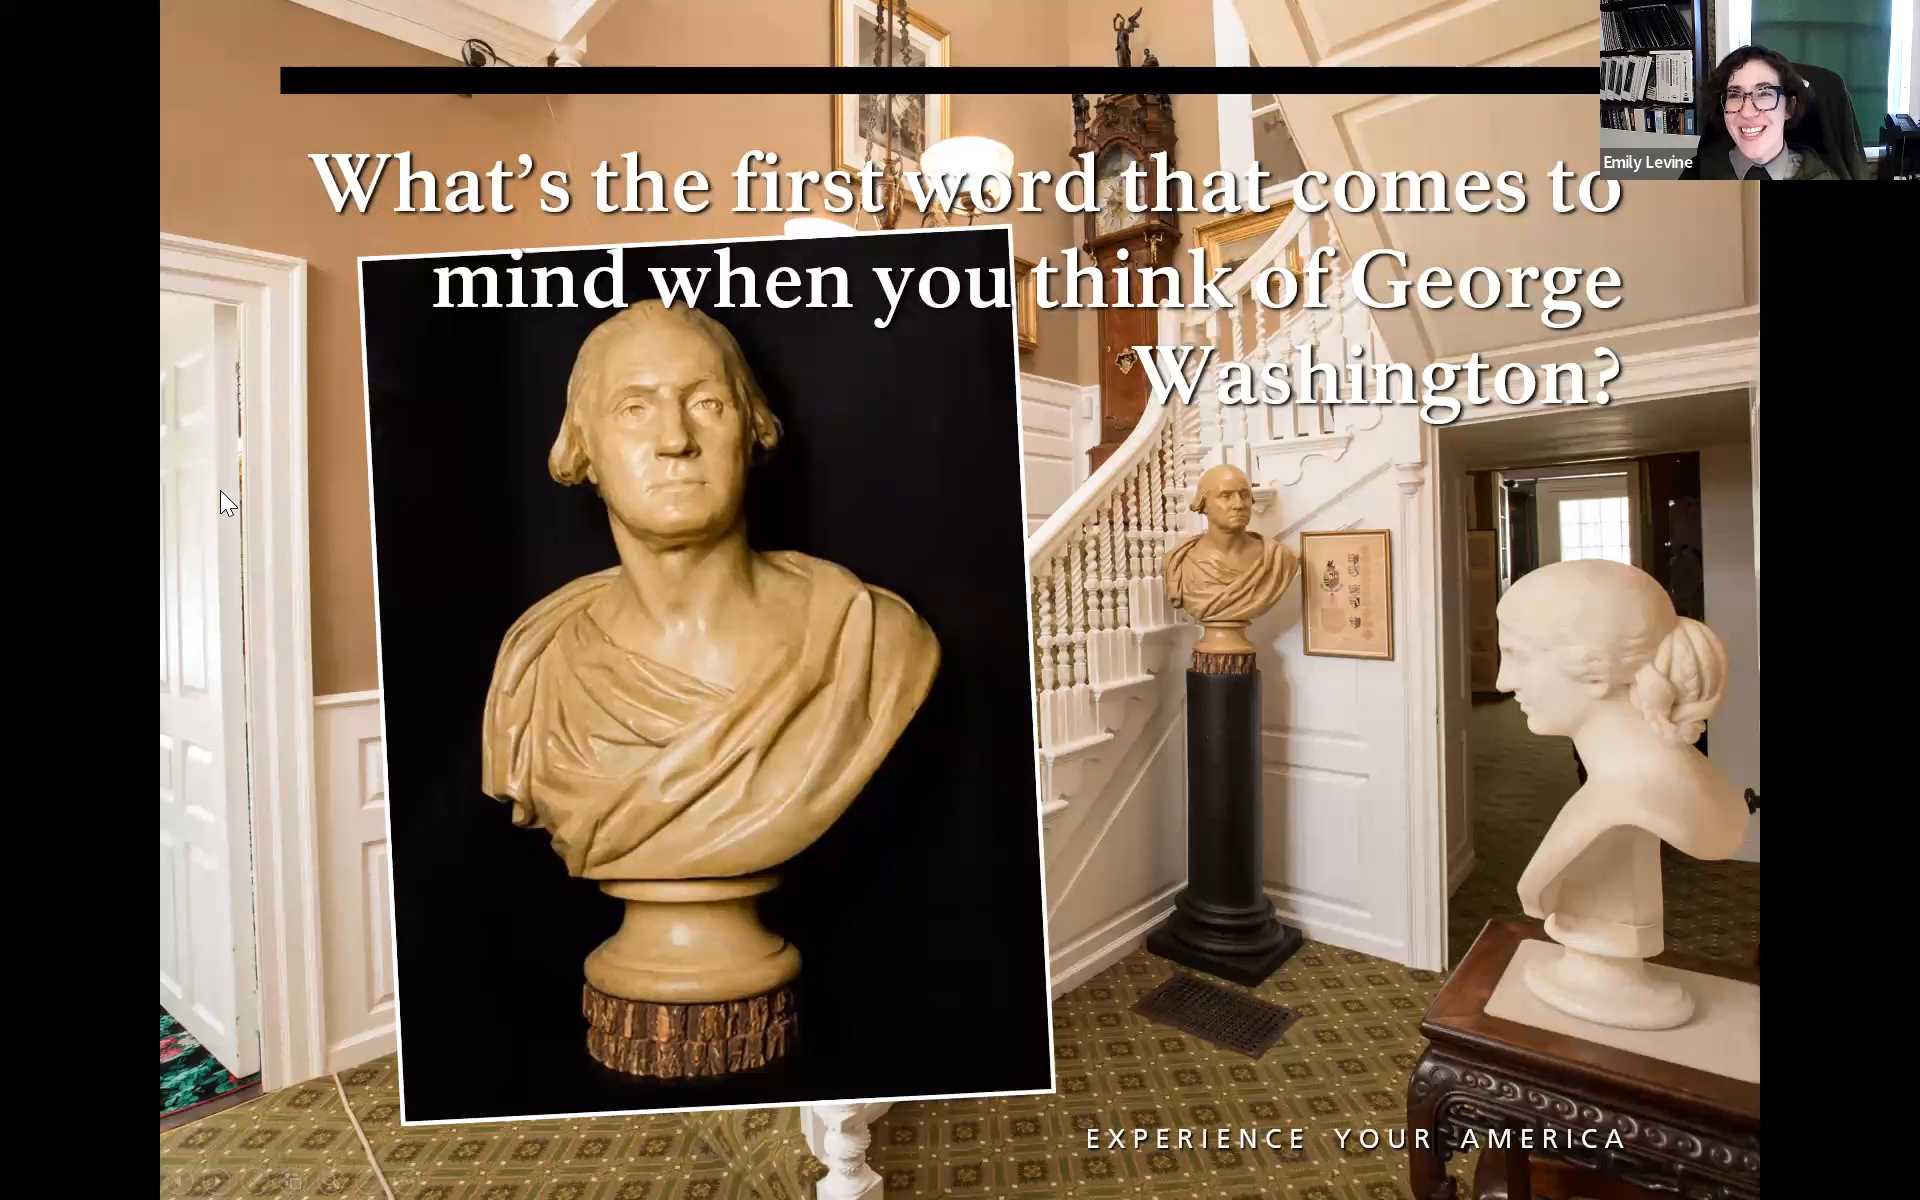 Emily Levine
What's the first word that comes to
mind when you think of George
Washington?
EXPERIENCE YOUR AMERICA